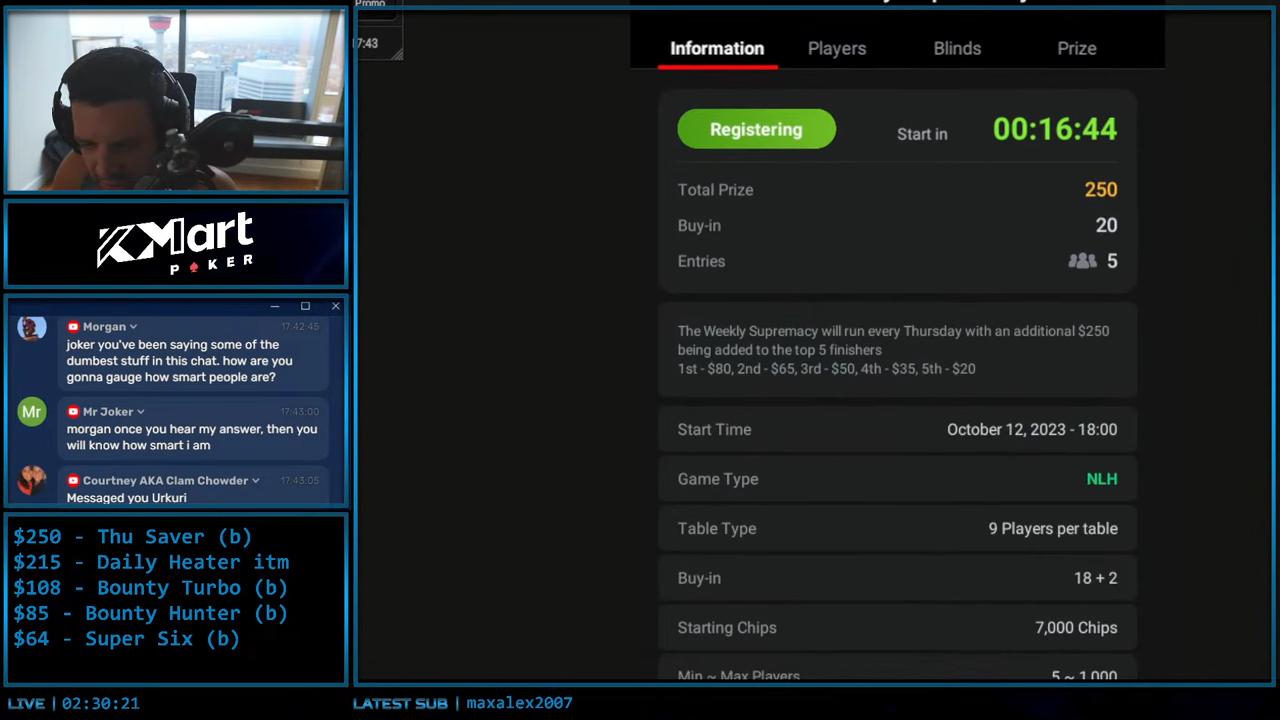 Promo
17:43
Information Players Blinds Prize
Registering Start in 00:16:44
Total Prize 250
Buy-in 20
Entries 5
The Weekly Supremacy will run every Thursday with an additional $250
being added to the top 5 finishers
1st - $80, 2nd - $65, 3rd - $50, 4th - $35, 5th - $20
Start Time October 12, 2023 - 18:00
Game Type NLH
Table Type 9 Players per table
Buy-in 18 + 2
Starting Chips 7,000 Chips
Min ~ Max Players 5 ~ 1,000
KMart
POKER
Morgan 17:42:45
joker you've been saying some of the
dumbest stuff in this chat. how are you
gonna gauge how smart people are?
Mr
Mr Joker 17:43:00
morgan once you hear my answer, then you
will know how smart i am
Courtney AKA Clam Chowder 17:43:05
Messaged you Urkuri
$250 - Thu Saver (b)
$215 - Daily Heater itm
$108 - Bounty Turbo (b)
$85 - Bounty Hunter (b)
$64 - Super Six (b)
LIVE | 02:30:21
LATEST SUB | maxalex2007